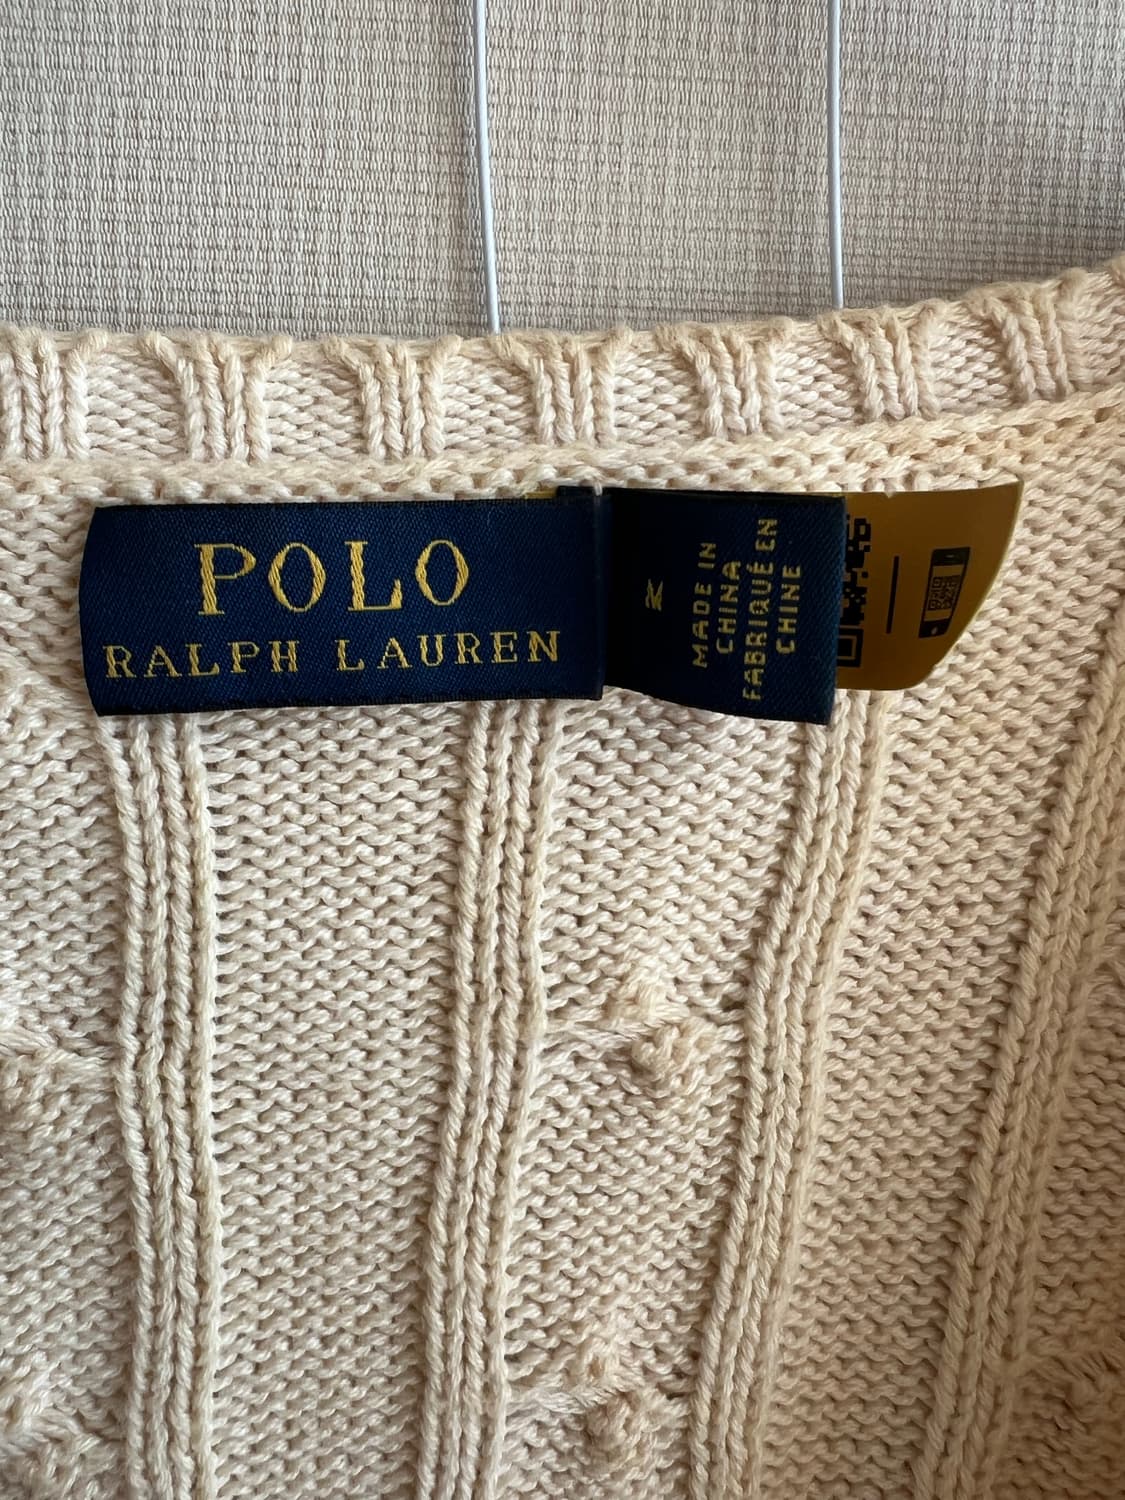 POLO
RALPH LAUREN
MADE IN
CHINA
FABRIQUÉ EN
CHINE